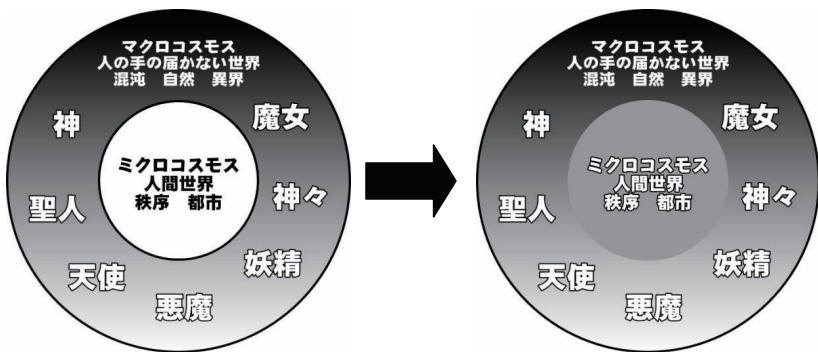 マクロコスモス
人の手の届かない世界
混沌 自然 異界
神
魔女
ミクロコスモス
人間世界
秩序 都市
聖人
神々
天使
妖精
悪魔
マクロコスモス
人の手の届かない世界
混沌 自然 異界
神
魔女
ミクロコスモス
人間世界
秩序 都市
聖人
神々
天使
妖精
悪魔